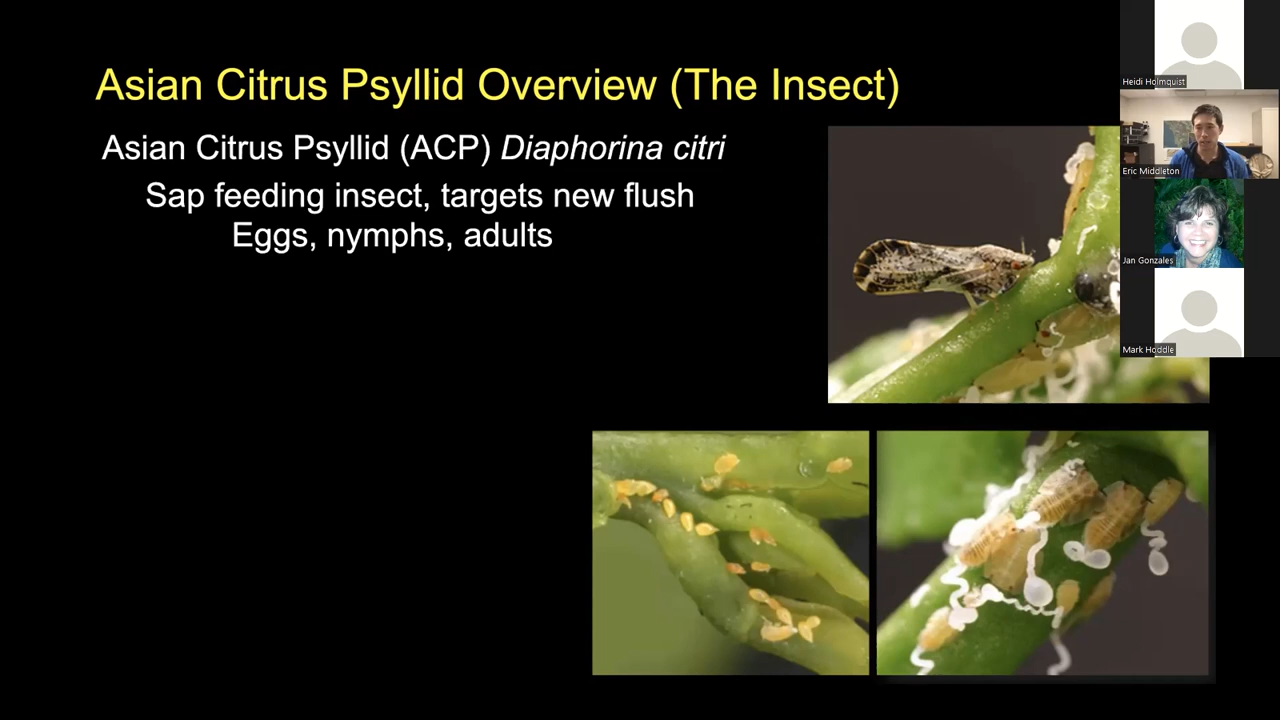 Asian Citrus Psyllid Overview (The Insect)
Asian Citrus Psyllid (ACP) Diaphorina citri
Sap feeding insect, targets new flush
Eggs, nymphs, adults
Heidi Holmquist
Eric Middleton
Jan Gonzales
Mark Hoddle